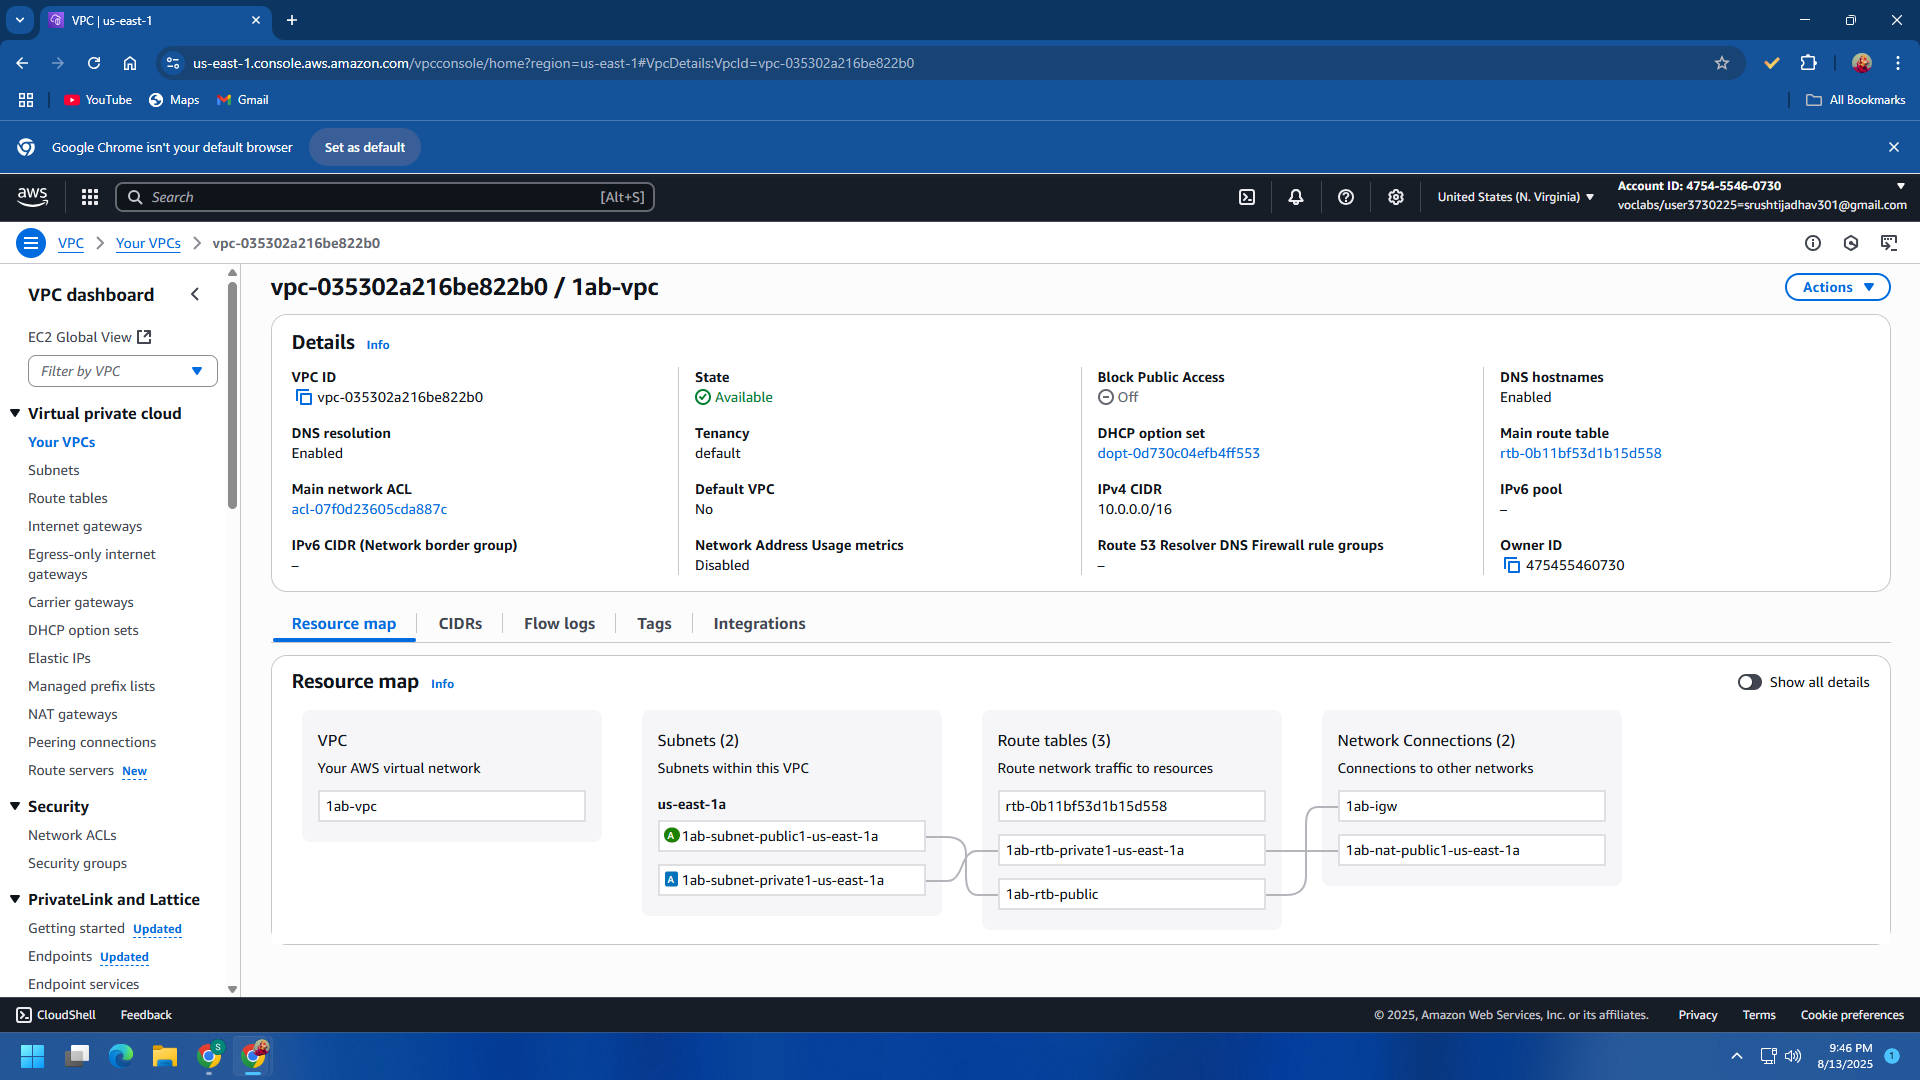 VPC | us-east-1
us-east-1.console.aws.amazon.com/vpcconsole/home?region=us-east-1#VpcDetails:VpcId=vpc-035302a216be822b0
YouTube
Maps
Gmail
All Bookmarks
Google Chrome isn't your default browser
Set as default
aws
Search
[Alt+S]
United States (N. Virginia)
Account ID: 4754-5546-0730
voclabs/user3730225=srushtijadhav301@gmail.com
VPC
Your VPCs
vpc-035302a216be822b0
VPC dashboard
EC2 Global View
Filter by VPC
Virtual private cloud
Your VPCs
Subnets
Route tables
Internet gateways
Egress-only internet
gateways
Carrier gateways
DHCP option sets
Elastic IPs
Managed prefix lists
NAT gateways
Peering connections
Route servers New
Security
Network ACLs
Security groups
PrivateLink and Lattice
Getting started Updated
Endpoints Updated
Endpoint services
vpc-035302a216be822b0 / 1ab-vpc
Actions
Details Info
VPC ID
vpc-035302a216be822b0
State
Available
Block Public Access
Off
DNS hostnames
Enabled
DNS resolution
Enabled
Tenancy
default
DHCP option set
dopt-0d730c04efb4ff553
Main route table
rtb-0b11bf53d1b15d558
Main network ACL
acl-07f0d23605cda887c
Default VPC
No
IPv4 CIDR
10.0.0.0/16
IPv6 pool
–
IPv6 CIDR (Network border group)
–
Network Address Usage metrics
Disabled
Route 53 Resolver DNS Firewall rule groups
–
Owner ID
475455460730
Resource map
CIDRs
Flow logs
Tags
Integrations
Resource map Info
Show all details
VPC
Your AWS virtual network
1ab-vpc
Subnets (2)
Subnets within this VPC
us-east-1a
A 1ab-subnet-public1-us-east-1a
A 1ab-subnet-private1-us-east-1a
Route tables (3)
Route network traffic to resources
rtb-0b11bf53d1b15d558
1ab-rtb-private1-us-east-1a
1ab-rtb-public
Network Connections (2)
Connections to other networks
1ab-igw
1ab-nat-public1-us-east-1a
CloudShell
Feedback
© 2025, Amazon Web Services, Inc. or its affiliates.
Privacy
Terms
Cookie preferences
S
9:46 PM
8/13/2025
1